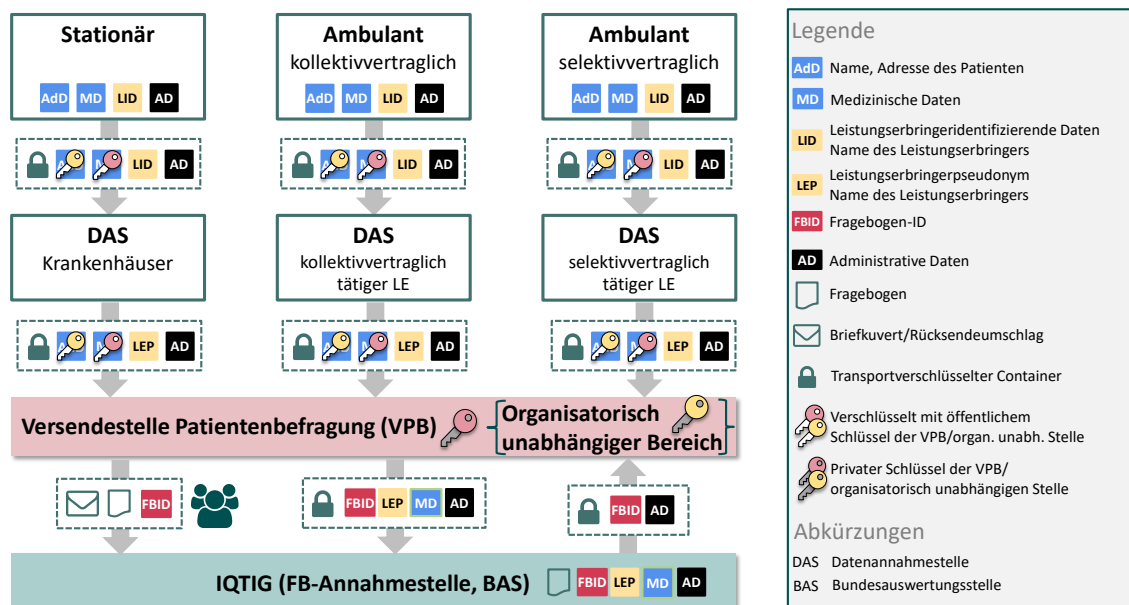 Stationär
AdD MD LID AD
Ambulant
kollektivvertraglich
AdD MD LID AD
Ambulant
selektivvertraglich
AdD MD LID AD
LID AD
LID AD
LID AD
DAS
Krankenhäuser
DAS
kollektivvertraglich
tätiger LE
DAS
selektivvertraglich
tätiger LE
LEP AD
LEP AD
LEP AD
Versendestelle Patientenbefragung (VPB)
Organisatorisch
unabhängiger Bereich
FBID
FBID LEP MD AD
FBID AD
IQTIG (FB-Annahmestelle, BAS)
FBID LEP MD AD
Legende
AdD Name, Adresse des Patienten
MD Medizinische Daten
LID Leistungserbringeridentifizierende Daten
Name des Leistungserbringers
LEP Leistungserbringerpseudonym
Name des Leistungserbringers
FBID Fragebogen-ID
AD Administrative Daten
Fragebogen
Briefkuvert/Rücksendeumschlag
Transportverschlüsselter Container
Verschlüsselt mit öffentlichem
Schlüssel der VPB/organ. unabh. Stelle
Privater Schlüssel der VPB/
organisatorisch unabhängigen Stelle
Abkürzungen
DAS Datenannahmestelle
BAS Bundesauswertungsstelle